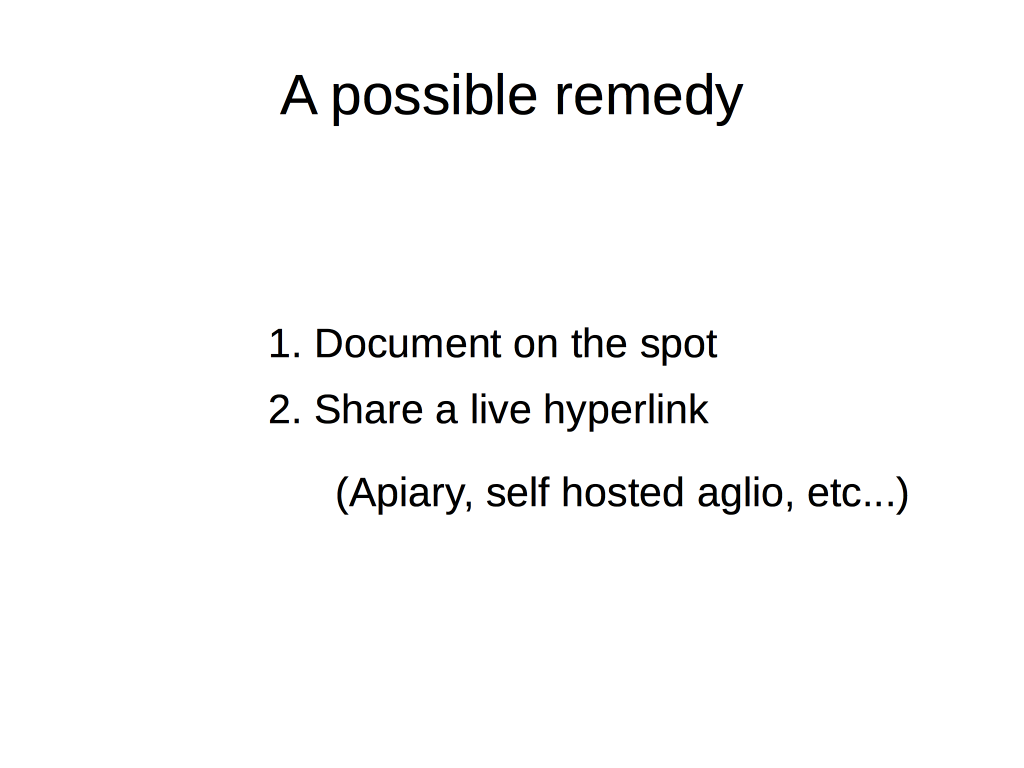 A possible remedy
1. Document on the spot
2. Share a live hyperlink
(Apiary, self hosted aglio, etc...)